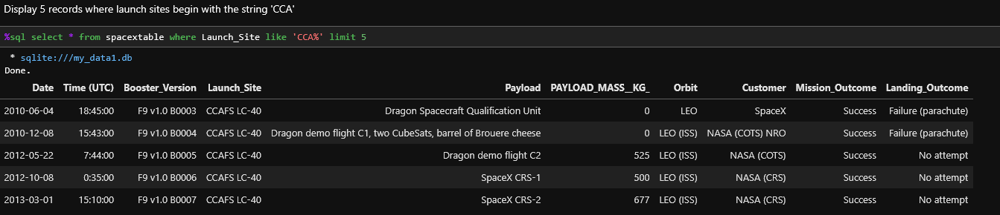 Display 5 records where launch sites begin with the string 'CCA'
%sql select * from spacextable where Launch_Site like 'CCA%' limit 5
* sqlite:///my_data1.db
Done.
Date Time (UTC) Booster_Version Launch_Site Payload PAYLOAD_MASS__KG_ Orbit Customer Mission_Outcome Landing_Outcome
2010-06-04 18:45:00 F9 v1.0 B0003 CCAFS LC-40 Dragon Spacecraft Qualification Unit 0 LEO SpaceX Success Failure (parachute)
2010-12-08 15:43:00 F9 v1.0 B0004 CCAFS LC-40 Dragon demo flight C1, two CubeSats, barrel of Brouere cheese 0 LEO (ISS) NASA (COTS) NRO Success Failure (parachute)
2012-05-22 7:44:00 F9 v1.0 B0005 CCAFS LC-40 Dragon demo flight C2 525 LEO (ISS) NASA (COTS) Success No attempt
2012-10-08 0:35:00 F9 v1.0 B0006 CCAFS LC-40 SpaceX CRS-1 500 LEO (ISS) NASA (CRS) Success No attempt
2013-03-01 15:10:00 F9 v1.0 B0007 CCAFS LC-40 SpaceX CRS-2 677 LEO (ISS) NASA (CRS) Success No attempt